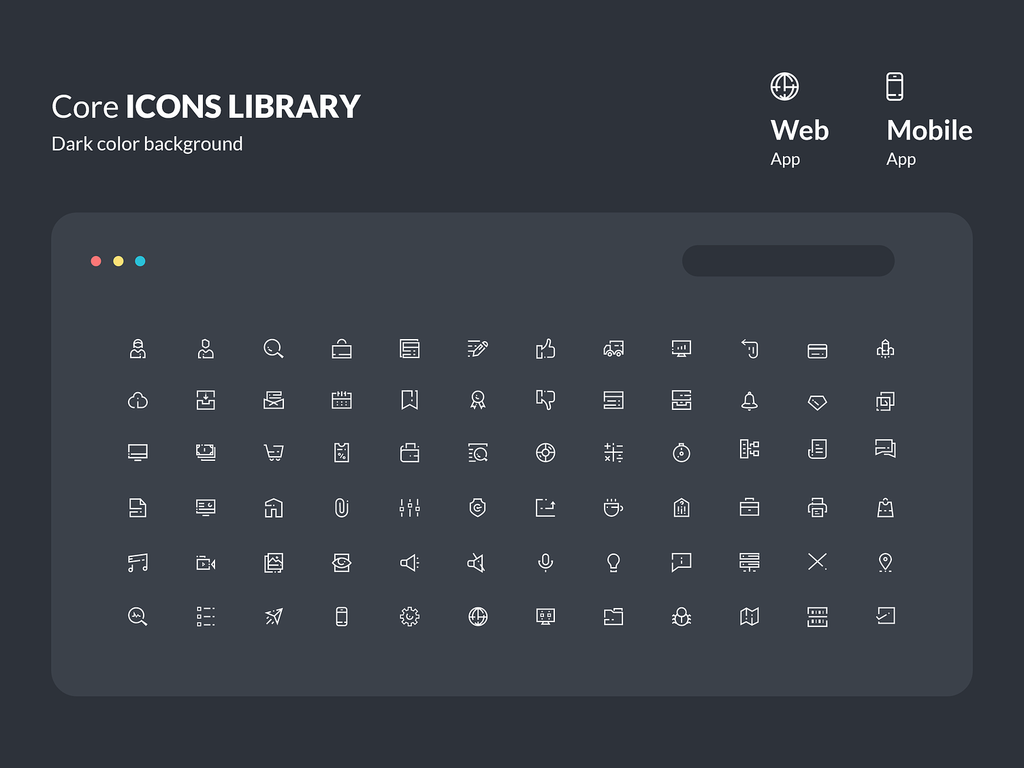 Core ICONS LIBRARY
Dark color background
Web
App
Mobile
App